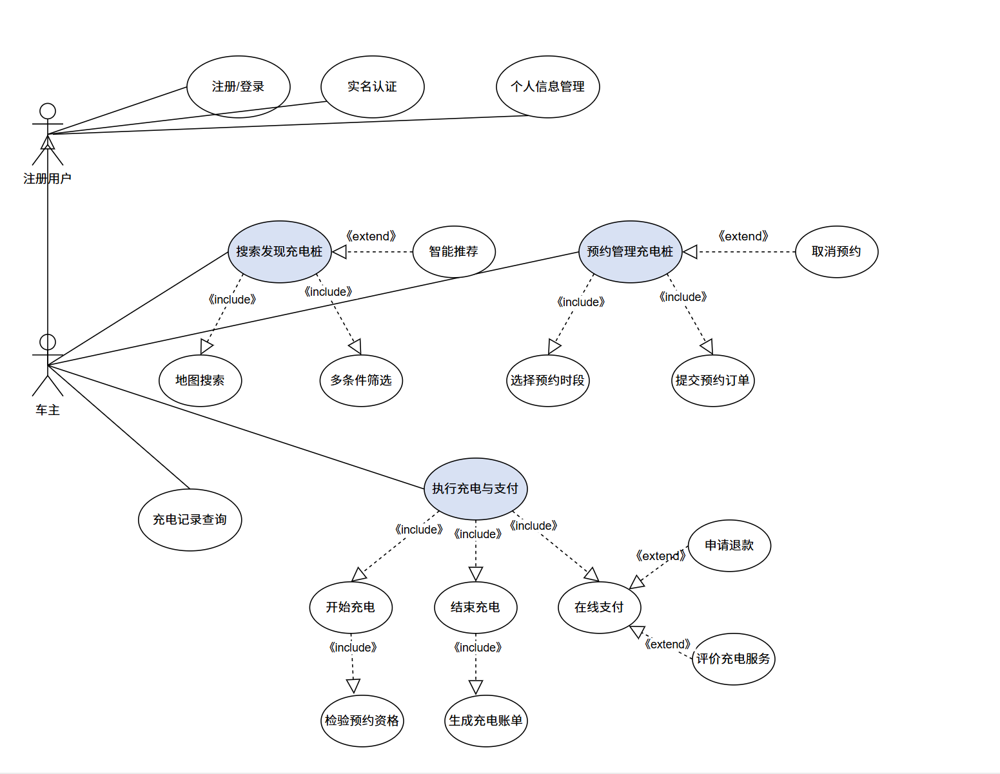 注册/登录
实名认证
个人信息管理
注册用户
搜索发现充电桩
《extend》
智能推荐
预约管理充电桩
《extend》
取消预约
《include》
《include》
《include》
《include》
地图搜索
多条件筛选
选择预约时段
提交预约订单
车主
执行充电与支付
充电记录查询
《include》
《include》
《include》
申请退款
《extend》
开始充电
结束充电
在线支付
《include》
《include》
《extend》
评价充电服务
检验预约资格
生成充电账单